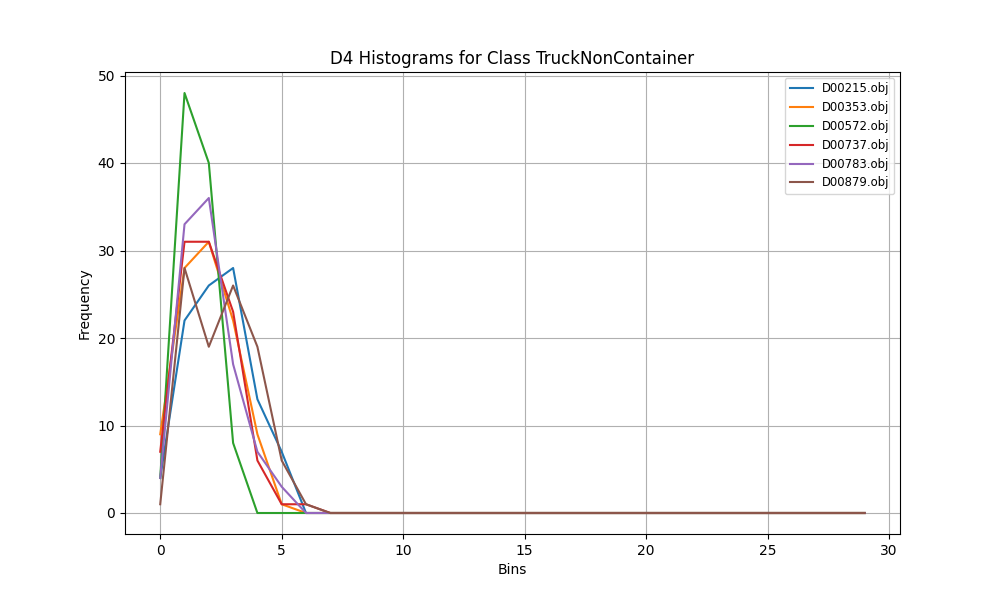 D4 Histograms for Class TruckNonContainer
50
40
30
20
10
0
Frequency
0 5 10 15 20 25 30
Bins
D00215.obj
D00353.obj
D00572.obj
D00737.obj
D00783.obj
D00879.obj